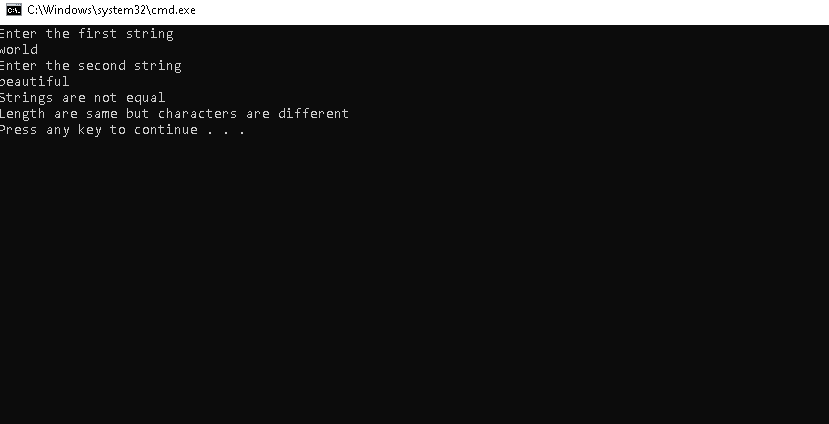 C:\Windows\system32\cmd.exe
Enter the first string
world
Enter the second string
beautiful
Strings are not equal
Length are same but characters are different
Press any key to continue . . .